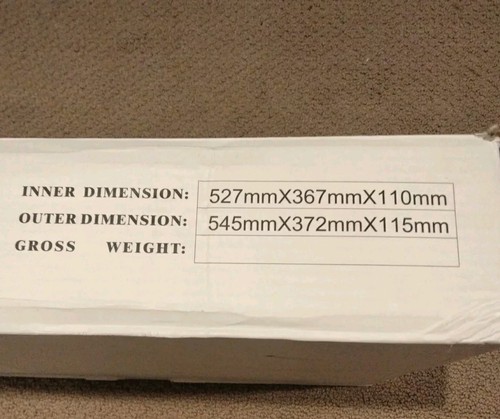 INNER DIMENSION: 527mmX367mmX110mm
OUTER DIMENSION: 545mmX372mmX115mm
GROSS WEIGHT: